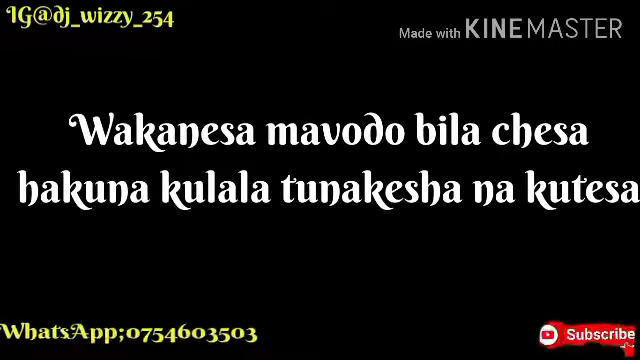 IG@dj_wizzy_254
Made with KINEMASTER
Wakanesa mavodo bila chesa
hakuna kulala tunakesha na kutesa
WhatsApp;0754603503
Subscribe